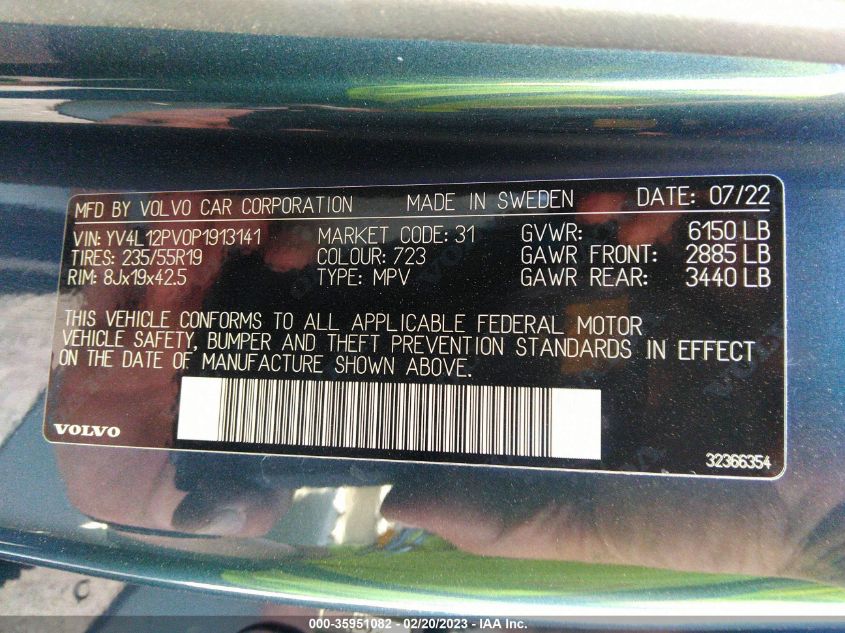 MFD BY VOLVO CAR CORPORATION MADE IN SWEDEN DATE: 07/22
VIN: YV4L12PV0P1913141 MARKET CODE: 31 GVWR: 6150 LB
TIRES: 235/55R19 COLOUR: 723 GAWR FRONT: 2885 LB
RIM: 8Jx19x42.5 TYPE: MPV GAWR REAR: 3440 LB
THIS VEHICLE CONFORMS TO ALL APPLICABLE FEDERAL MOTOR
VEHICLE SAFETY, BUMPER AND THEFT PREVENTION STANDARDS IN EFFECT
ON THE DATE OF MANUFACTURE SHOWN ABOVE.
VOLVO
32366354
000-35951082 - 02/20/2023 - IAA Inc.